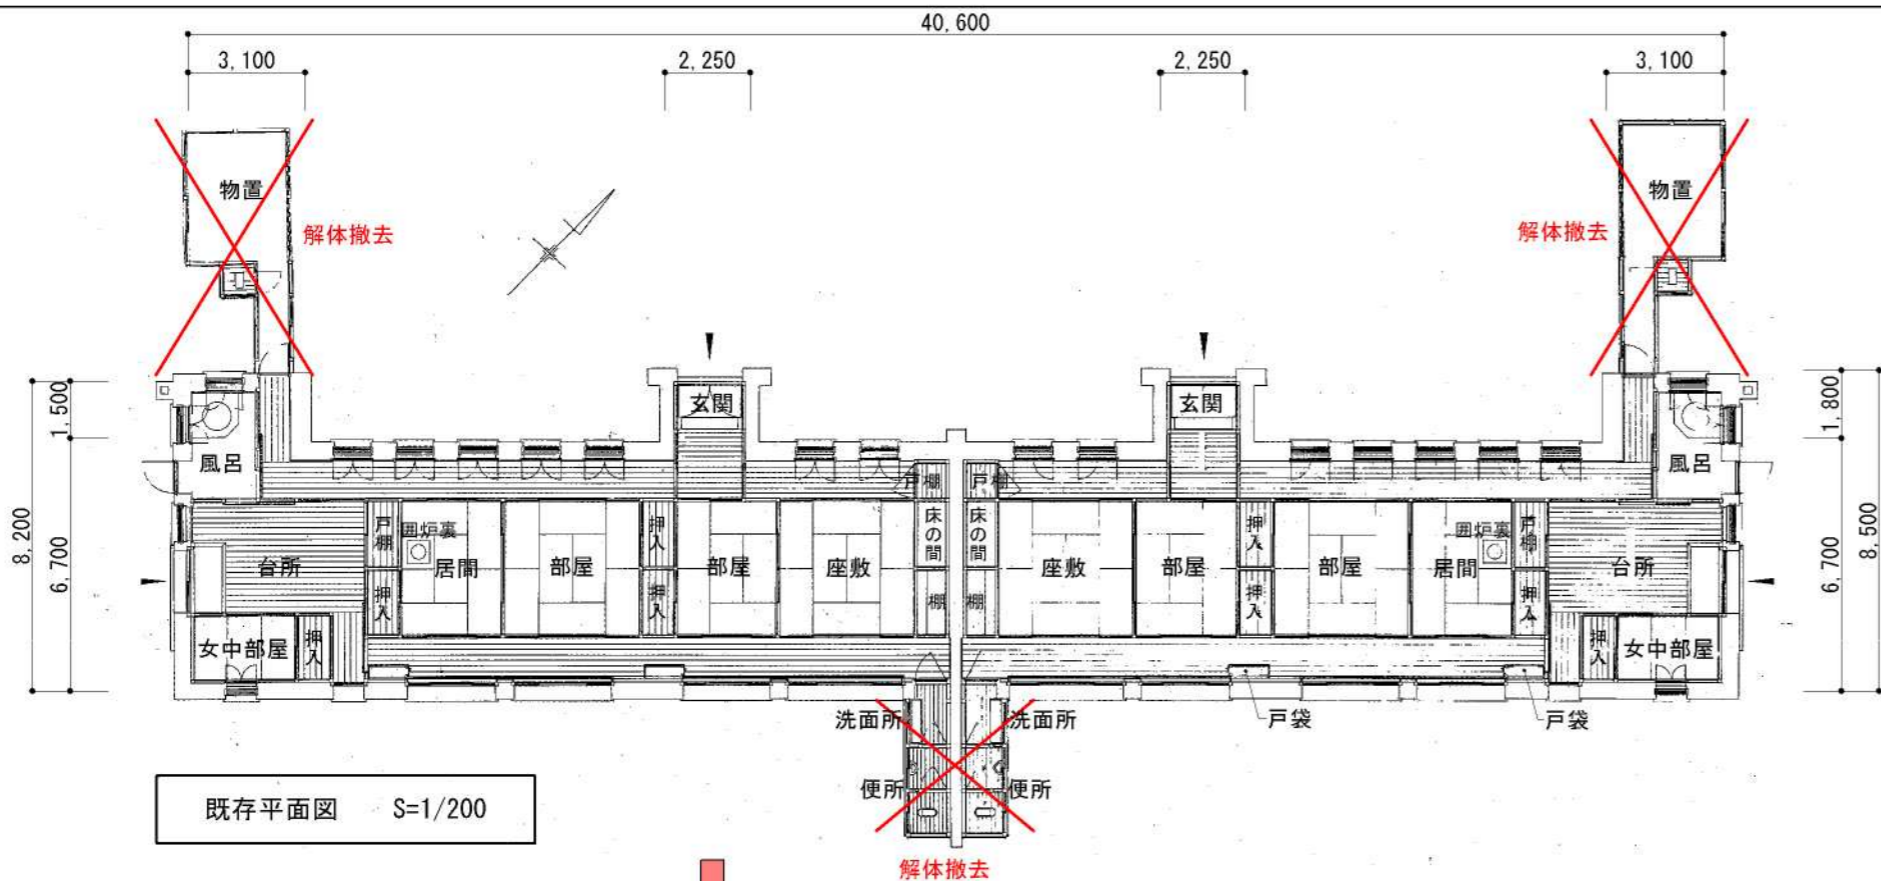 40,600
3,100
2,250
2,250
3,100
物置
物置
解体撤去
解体撤去
玄関
玄関
1,500
1,800
風呂
風呂
戸棚
戸棚
8,200
6,700
6,700
8,500
台所
戸棚
囲炉裏
居間
押入
部屋
押入
押入
部屋
座敷
床の間
棚
床の間
棚
座敷
部屋
押入
押入
部屋
囲炉裏
居間
戸棚
押入
台所
女中部屋
押入
押入
女中部屋
洗面所
洗面所
戸袋
戸袋
便所
便所
既存平面図 S=1/200
解体撤去